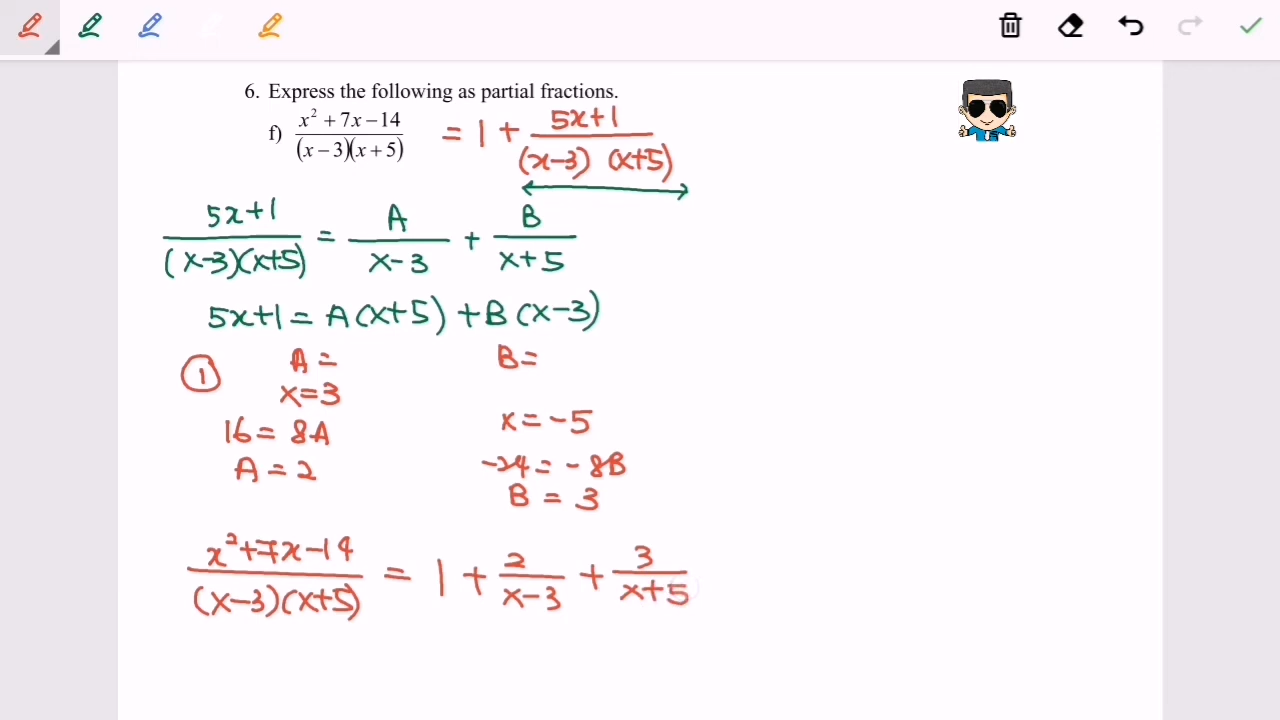 6. Express the following as partial fractions.
f) (x² + 7x − 14)/((x − 3)(x + 5)) = 1 + (5x+1)/((x−3) (x+5))
(5x+1)/((x−3)(x+5)) = A/(x−3) + B/(x+5)
5x+1 = A(x+5) + B(x−3)
① A = B =
x=3
x = −5
16 = 8A
−24 = −8B
A = 2
B = 3
(x²+7x−14)/((x−3)(x+5)) = 1 + 2/(x−3) + 3/(x+5)